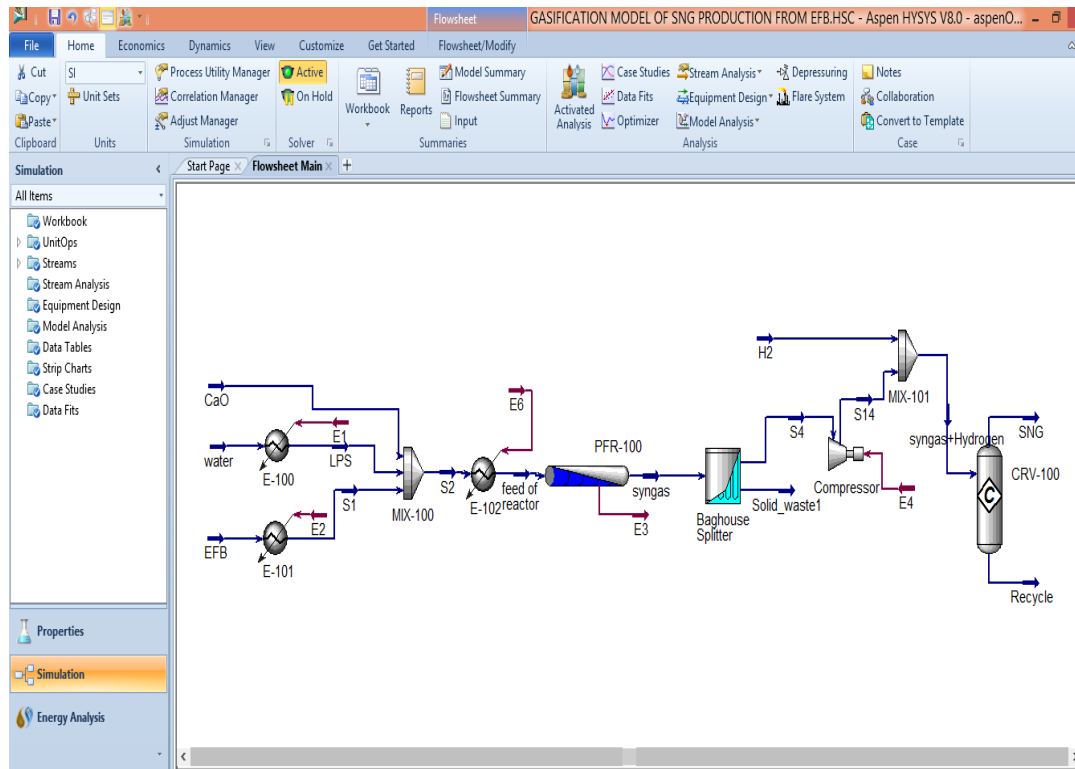 Flowsheet
GASIFICATION MODEL OF SNG PRODUCTION FROM EFB.HSC - Aspen HYSYS V8.0 - aspenO...
File Home Economics Dynamics View Customize Get Started Flowsheet/Modify
Cut
Copy
Paste
Clipboard
SI
Unit Sets
Units
Process Utility Manager
Correlation Manager
Adjust Manager
Simulation
Active
On Hold
Solver
Workbook
Reports
Model Summary
Flowsheet Summary
Input
Summaries
Activated
Analysis
Case Studies
Data Fits
Optimizer
Stream Analysis
Equipment Design
Model Analysis
Depressuring
Flare System
Analysis
Notes
Collaboration
Convert to Template
Case
Simulation
All Items
Workbook
UnitOps
Streams
Stream Analysis
Equipment Design
Model Analysis
Data Tables
Strip Charts
Case Studies
Data Fits
Properties
Simulation
Energy Analysis
Start Page
Flowsheet Main
CaO
water
E1
LPS
E-100
S1
E2
EFB
E-101
MIX-100
S2
E6
E-102
feed of
reactor
PFR-100
syngas
E3
Baghouse
Splitter
S4
Solid_waste1
Compressor
E4
S14
H2
MIX-101
syngas+Hydrogen
SNG
CRV-100
C
Recycle